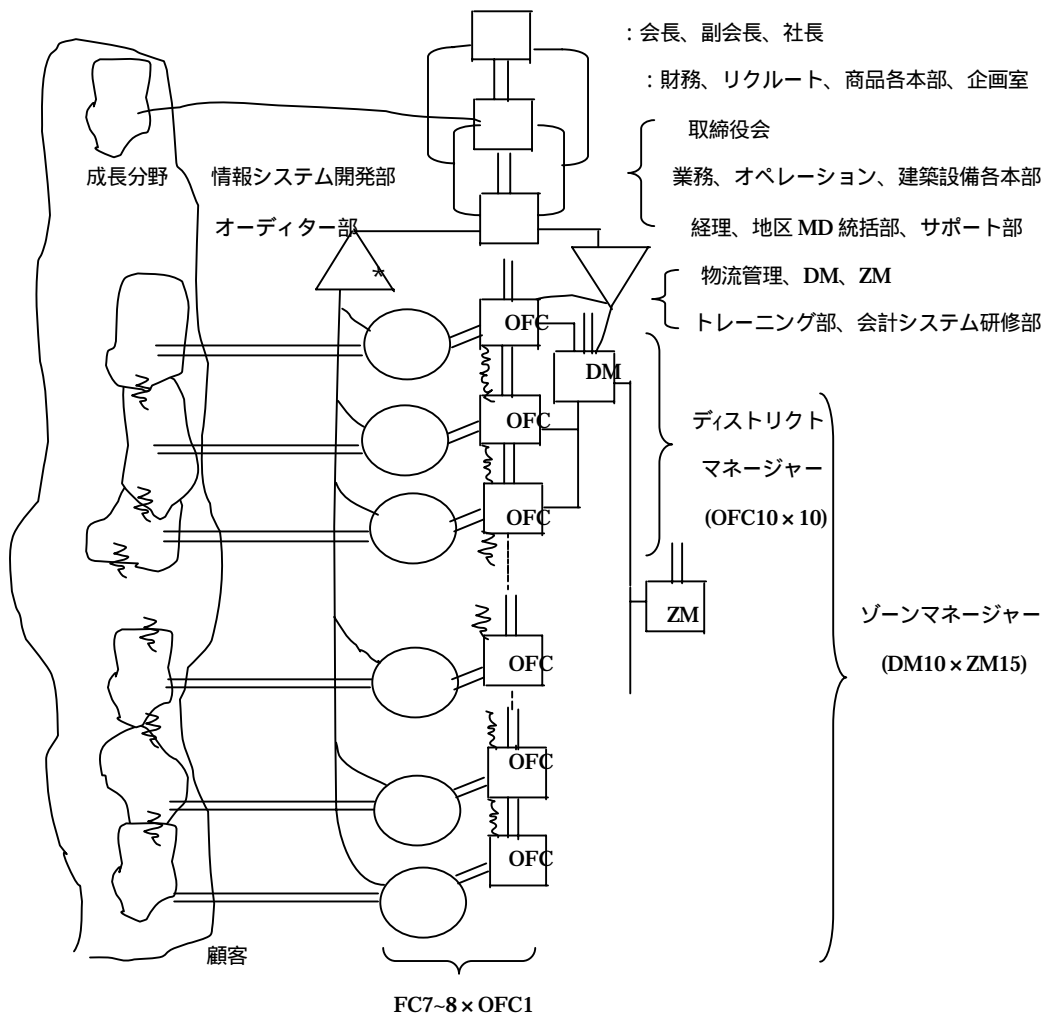 ：会長、副会長、社長
：財務、リクルート、商品各本部、企画室
取締役会
成長分野
情報システム開発部
業務、オペレーション、建築設備各本部
オーディター部
経理、地区 MD 統括部、サポート部
*
物流管理、DM、ZM
トレーニング部、会計システム研修部
OFC
DM
OFC
ディストリクト
マネージャー
OFC
(OFC10×10)
ZM
ゾーンマネージャー
OFC
(DM10×ZM15)
OFC
OFC
顧客
FC7~8×OFC1